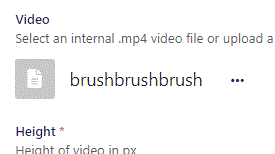 Video
Select an internal .mp4 video file or upload a
brushbrushbrush
Height *
Height of video in px